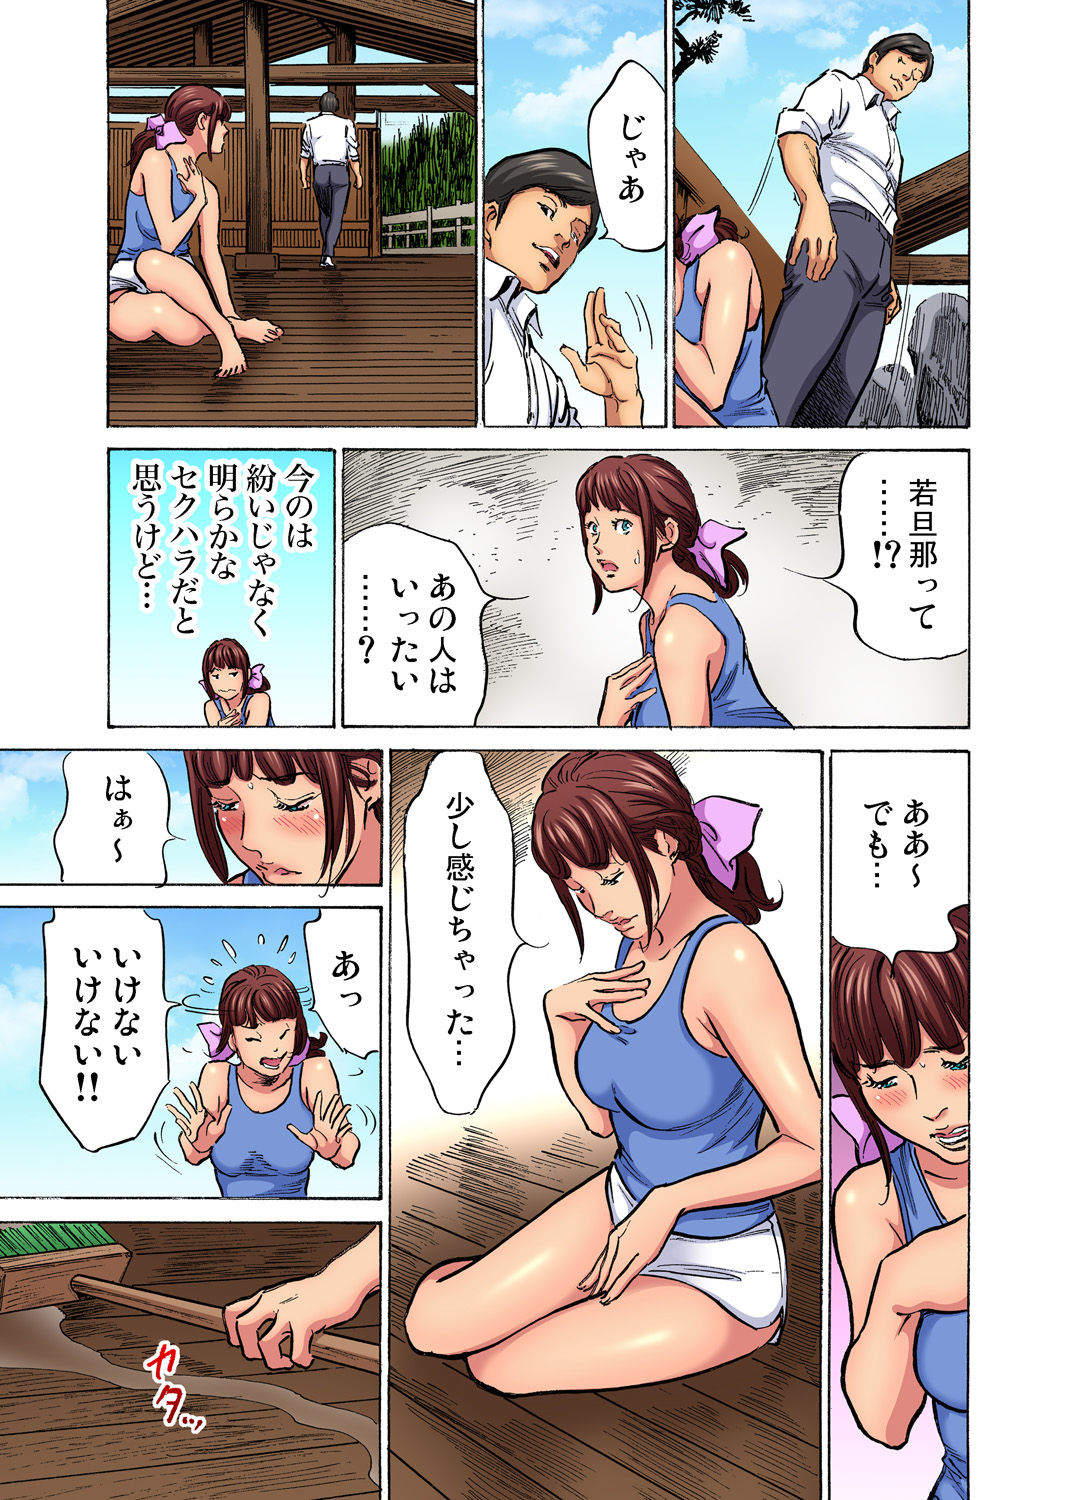 じゃあ
若旦那って
……!?
あの人は
いったい
……?
今のは
紛いじゃなく
明らかな
セクハラだと
思うけど…
ああ～
でも…
少し感じちゃった…
はぁ～
あっ
いけない
いけない!!
カタッ